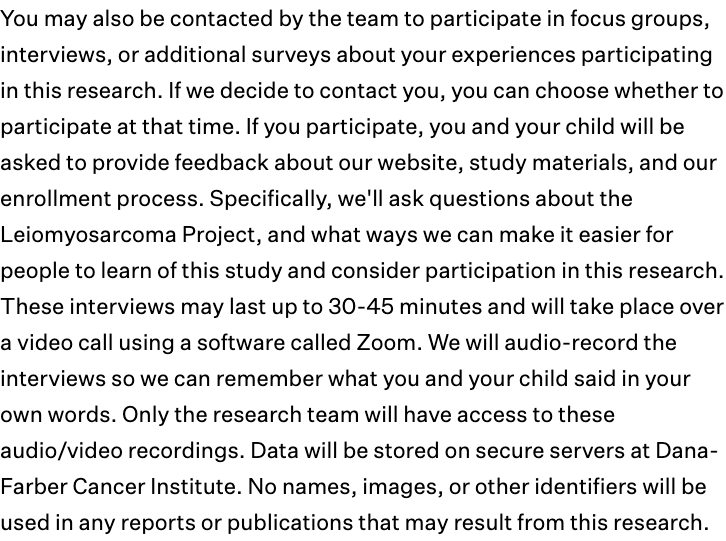 You may also be contacted by the team to participate in focus groups,
interviews, or additional surveys about your experiences participating
in this research. If we decide to contact you, you can choose whether to
participate at that time. If you participate, you and your child will be
asked to provide feedback about our website, study materials, and our
enrollment process. Specifically, we'll ask questions about the
Leiomyosarcoma Project, and what ways we can make it easier for
people to learn of this study and consider participation in this research.
These interviews may last up to 30-45 minutes and will take place over
a video call using a software called Zoom. We will audio-record the
interviews so we can remember what you and your child said in your
own words. Only the research team will have access to these
audio/video recordings. Data will be stored on secure servers at Dana-
Farber Cancer Institute. No names, images, or other identifiers will be
used in any reports or publications that may result from this research.